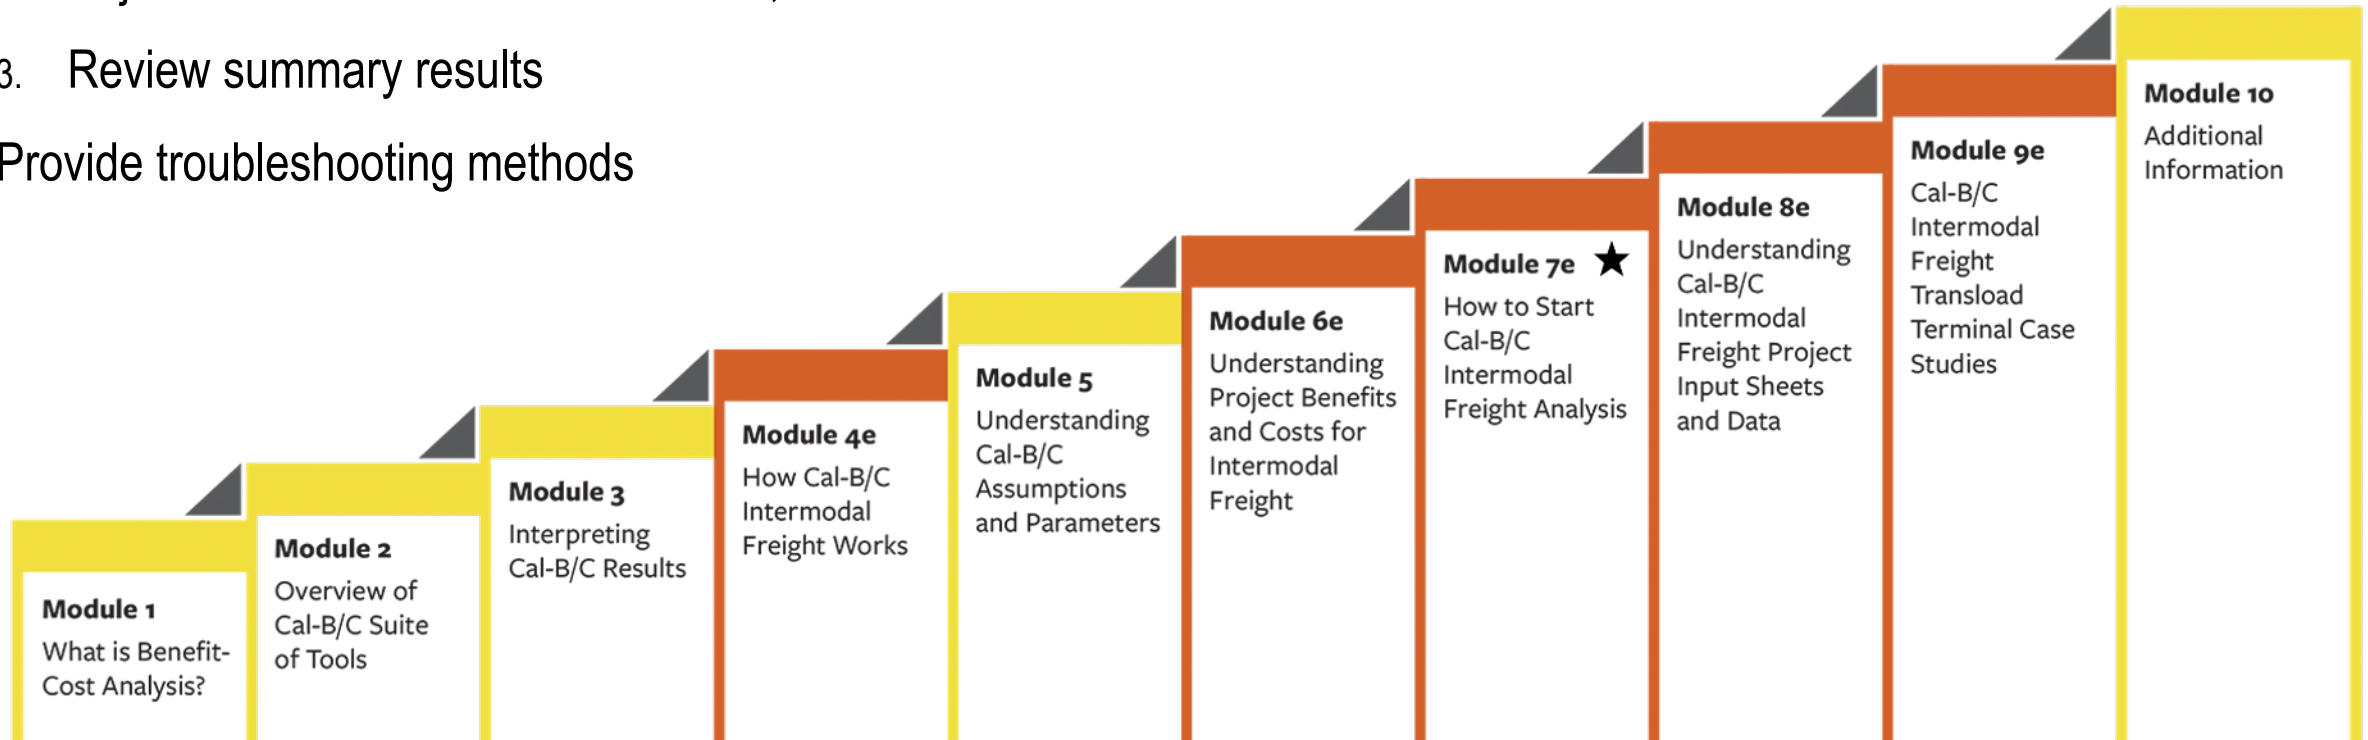 3. Review summary results
Provide troubleshooting methods
Module 1
What is Benefit-
Cost Analysis?
Module 2
Overview of
Cal-B/C Suite
of Tools
Module 3
Interpreting
Cal-B/C Results
Module 4e
How Cal-B/C
Intermodal
Freight Works
Module 5
Understanding
Cal-B/C
Assumptions
and Parameters
Module 6e
Understanding
Project Benefits
and Costs for
Intermodal
Freight
Module 7e ★
How to Start
Cal-B/C
Intermodal
Freight Analysis
Module 8e
Understanding
Cal-B/C
Intermodal
Freight Project
Input Sheets
and Data
Module 9e
Cal-B/C
Intermodal
Freight
Transload
Terminal Case
Studies
Module 10
Additional
Information